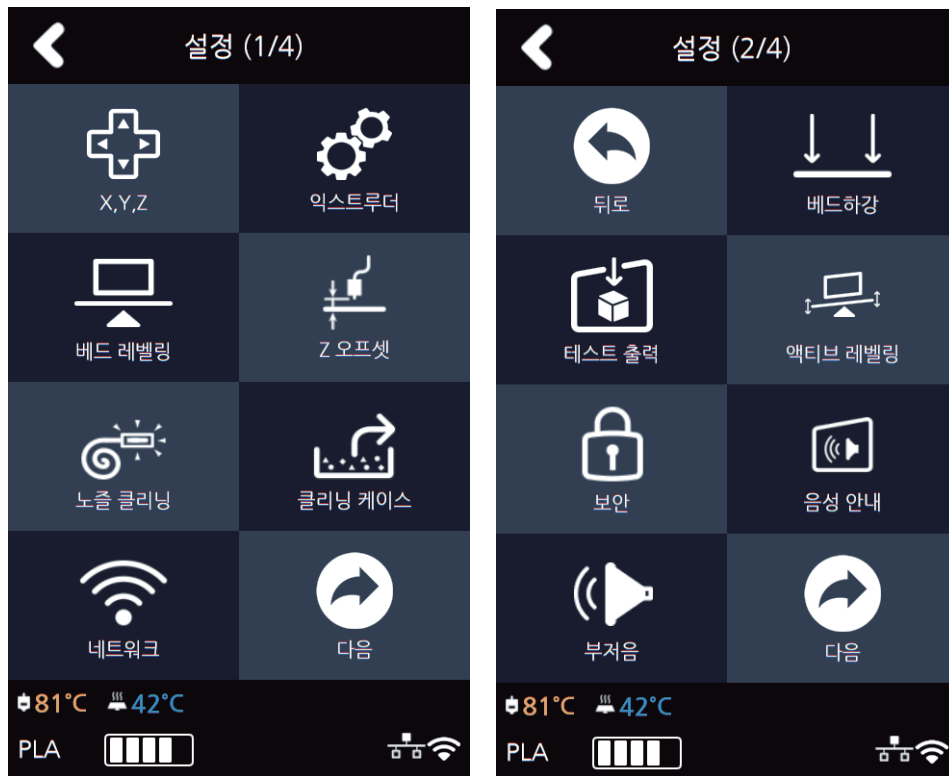 설정 (1/4)
X,Y,Z
익스트루더
베드 레벨링
Z 오프셋
노즐 클리닝
클리닝 케이스
네트워크
다음
81°C 42°C
PLA
설정 (2/4)
뒤로
베드하강
테스트 출력
액티브 레벨링
보안
음성 안내
부저음
다음
81°C 42°C
PLA